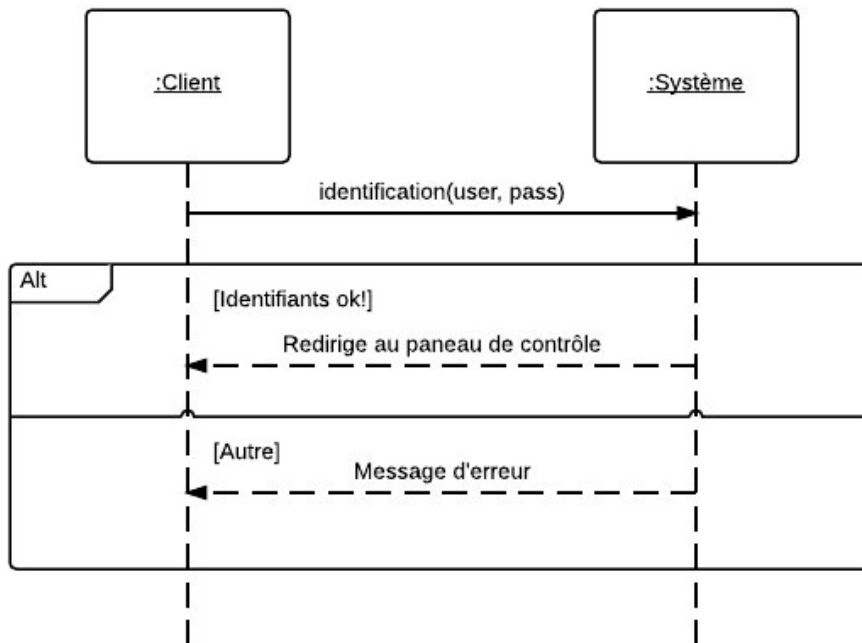 :Client
:Système
identification(user, pass)
Alt
[Identifiants ok!]
Redirige au paneau de contrôle
[Autre]
Message d'erreur